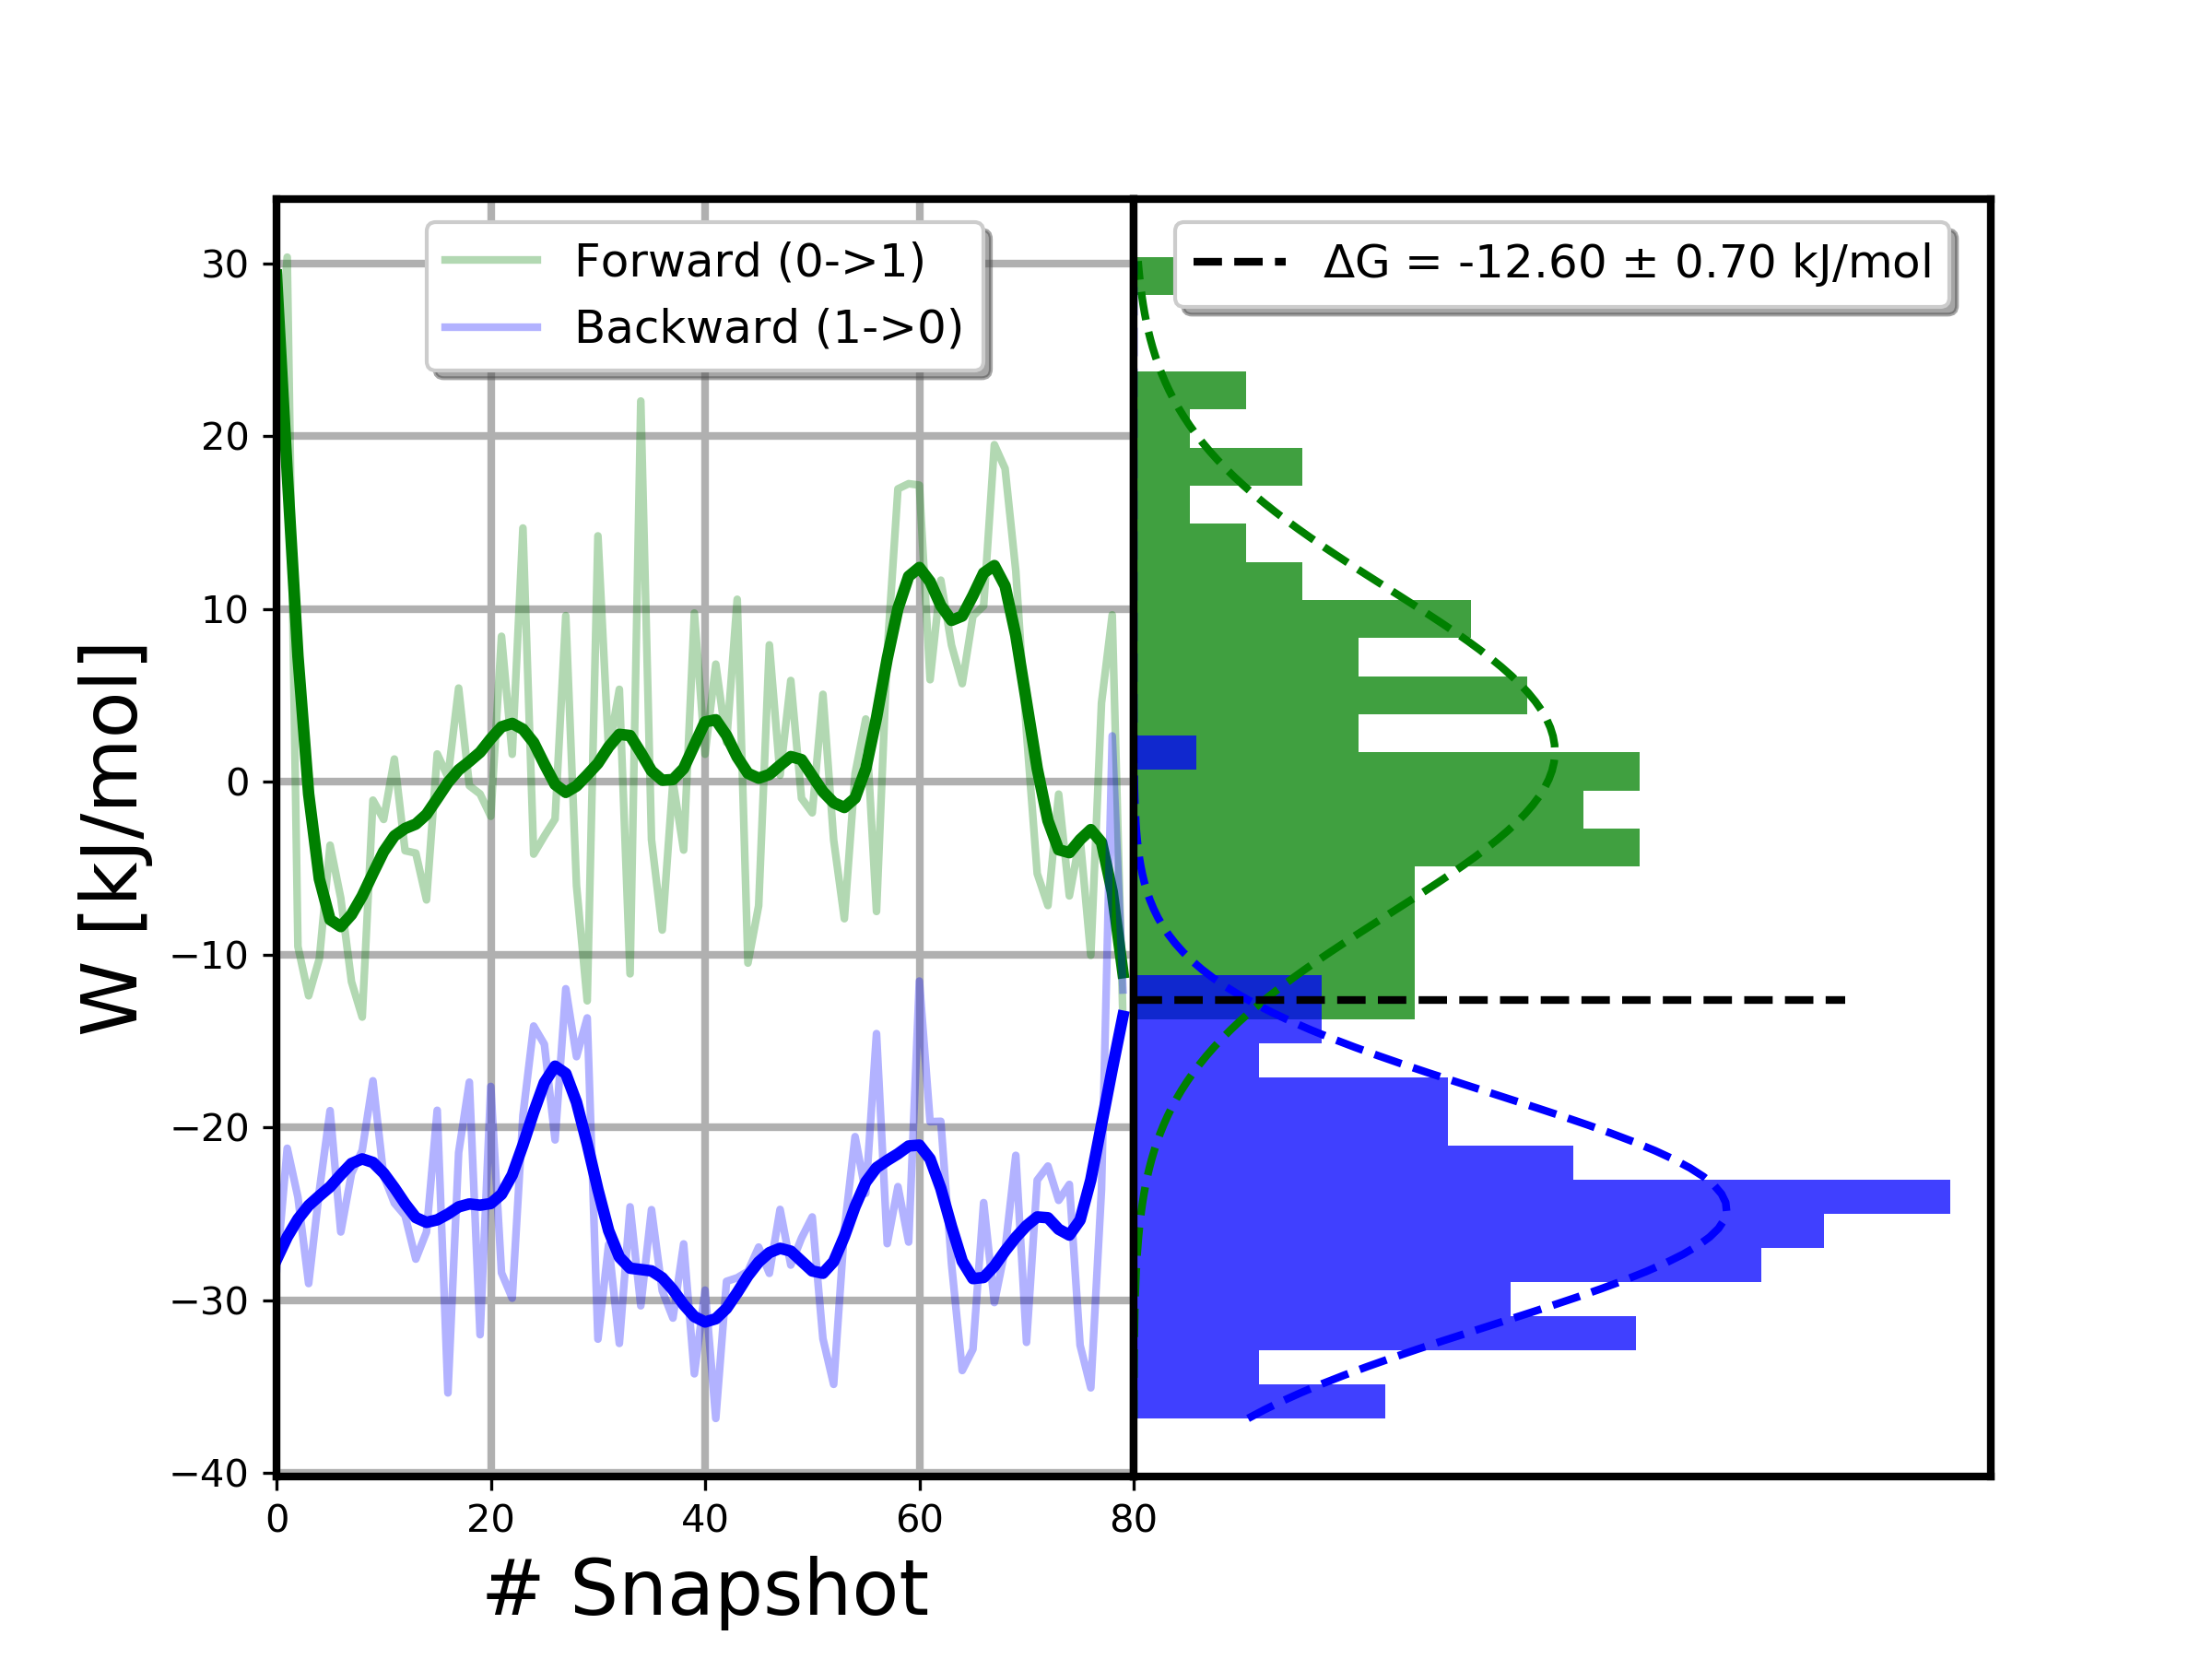 Forward (0->1)
Backward (1->0)
ΔG = -12.60 ± 0.70 kJ/mol
W [kJ/mol]
30
20
10
0
−10
−20
−30
−40
0
20
40
60
80
# Snapshot